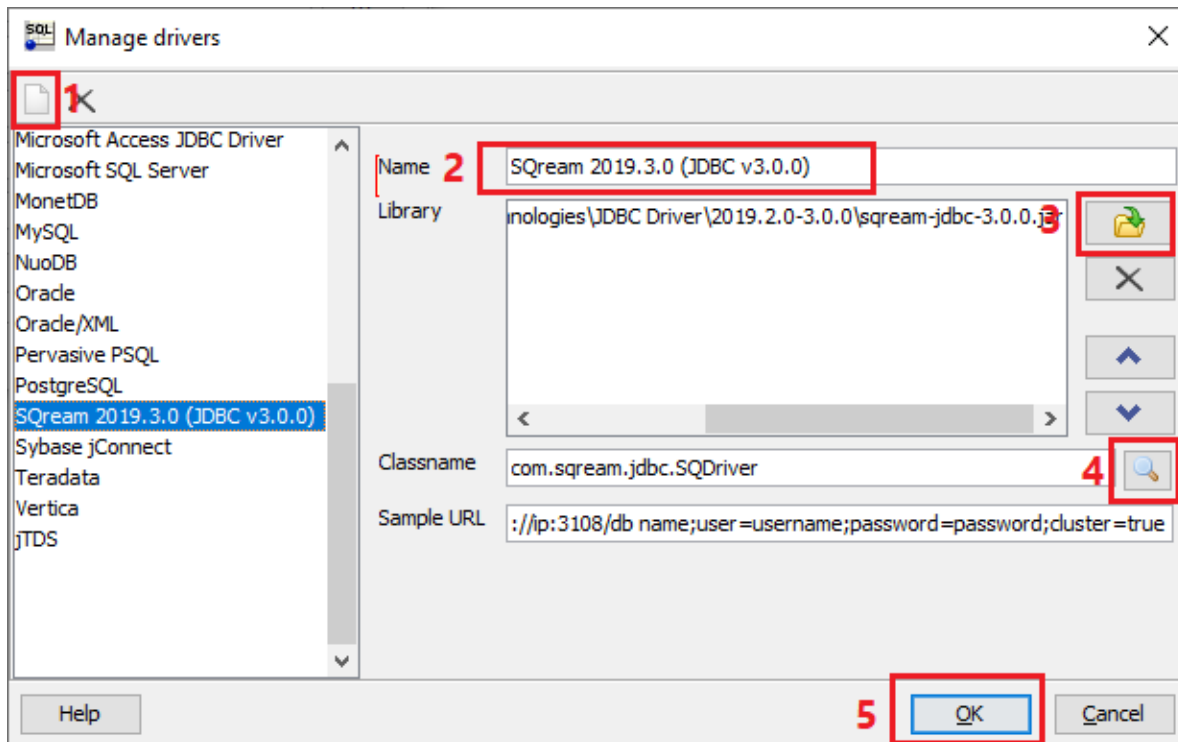 SQL Manage drivers
1
Microsoft Access JDBC Driver
Microsoft SQL Server
MonetDB
MySQL
NuoDB
Oracle
Oracle/XML
Pervasive PSQL
PostgreSQL
SQream 2019.3.0 (JDBC v3.0.0)
Sybase jConnect
Teradata
Vertica
jTDS
Name 2 SQream 2019.3.0 (JDBC v3.0.0)
Library nologies\JDBC Driver\2019.2.0-3.0.0\sqream-jdbc-3.0.0.jar 3
Classname com.sqream.jdbc.SQDriver 4
Sample URL ://ip:3108/db name;user=username;password=password;cluster=true
Help 5 OK Cancel